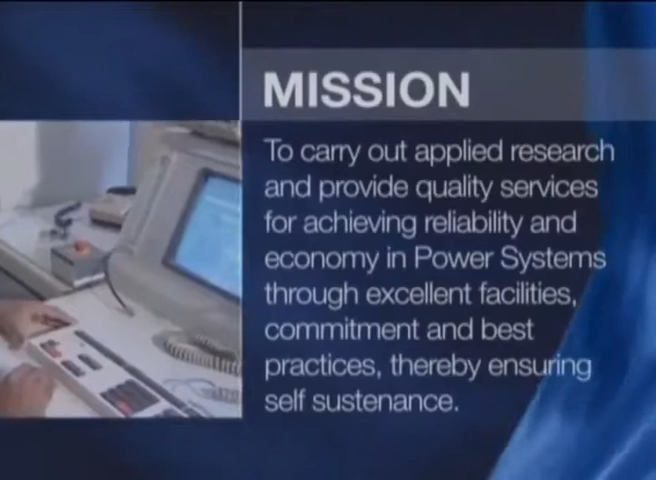 MISSION
To carry out applied research
and provide quality services
for achieving reliability and
economy in Power Systems
through excellent facilities,
commitment and best
practices, thereby ensuring
self sustenance.